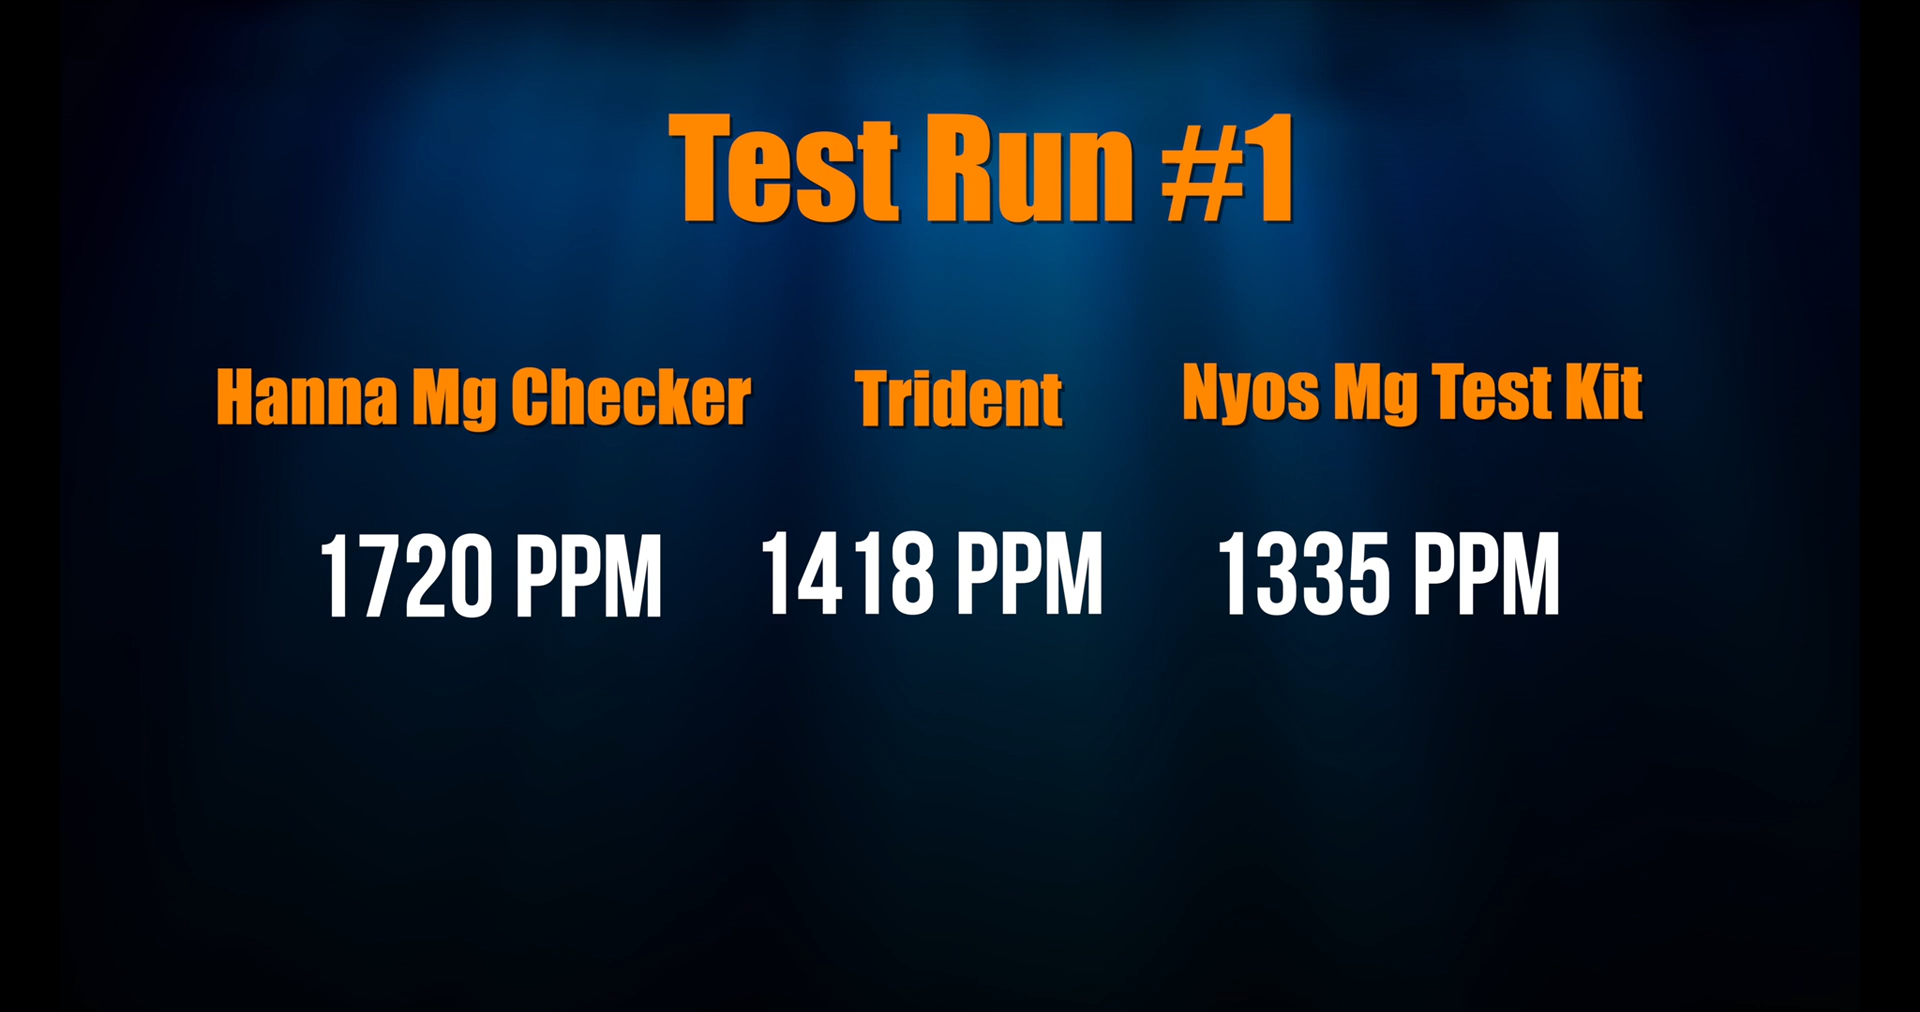 Test Run #1
Hanna Mg Checker Trident Nyos Mg Test Kit
1720 PPM 1418 PPM 1335 PPM